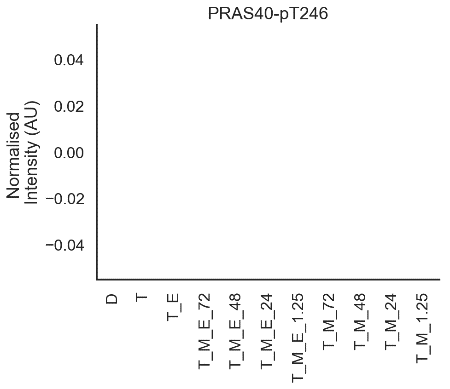 PRAS40-pT246
Normalised
Intensity (AU)
0.04
0.02
0.00
−0.02
−0.04
D
T
T_E
T_M_E_72
T_M_E_48
T_M_E_24
T_M_E_1.25
T_M_72
T_M_48
T_M_24
T_M_1.25